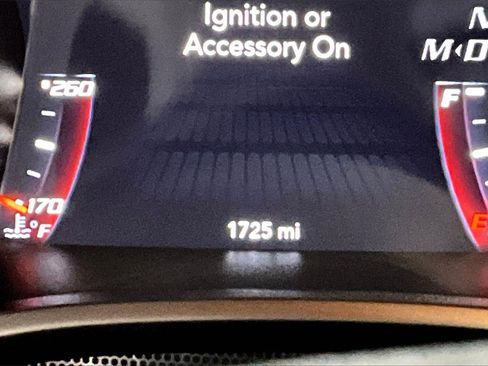 Ignition or
Accessory On
M‹D
260
F
170
E
°F
1725 mi